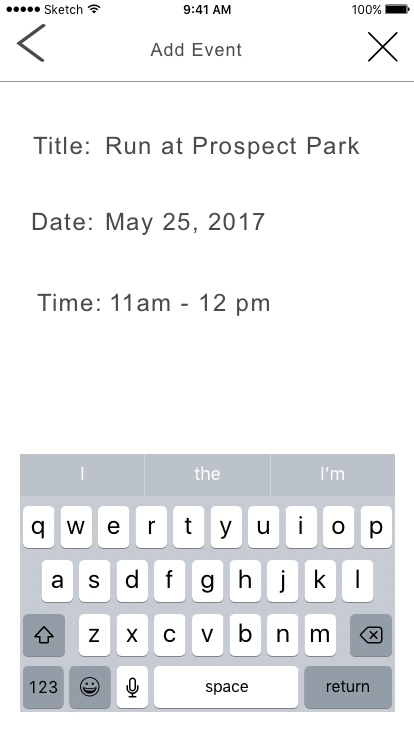 Sketch 9:41 AM 100%
Add Event
Title: Run at Prospect Park
Date: May 25, 2017
Time: 11am - 12 pm
I the I'm
q w e r t y u i o p
a s d f g h j k l
z x c v b n m
123 space return